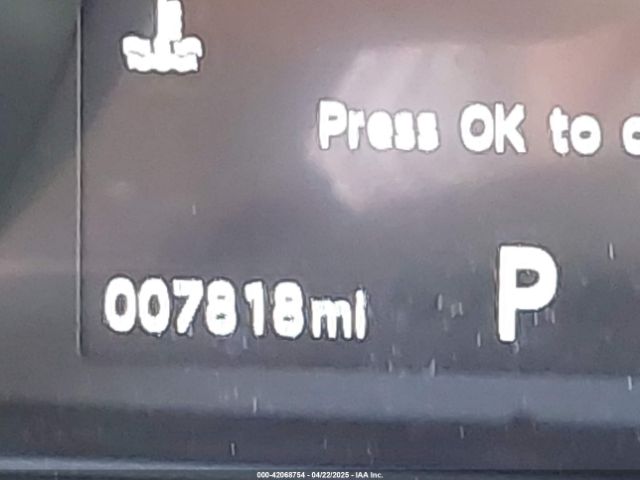 Press OK to c
007818mi
P
000-42068754 - 04/22/2025 - IAA Inc.